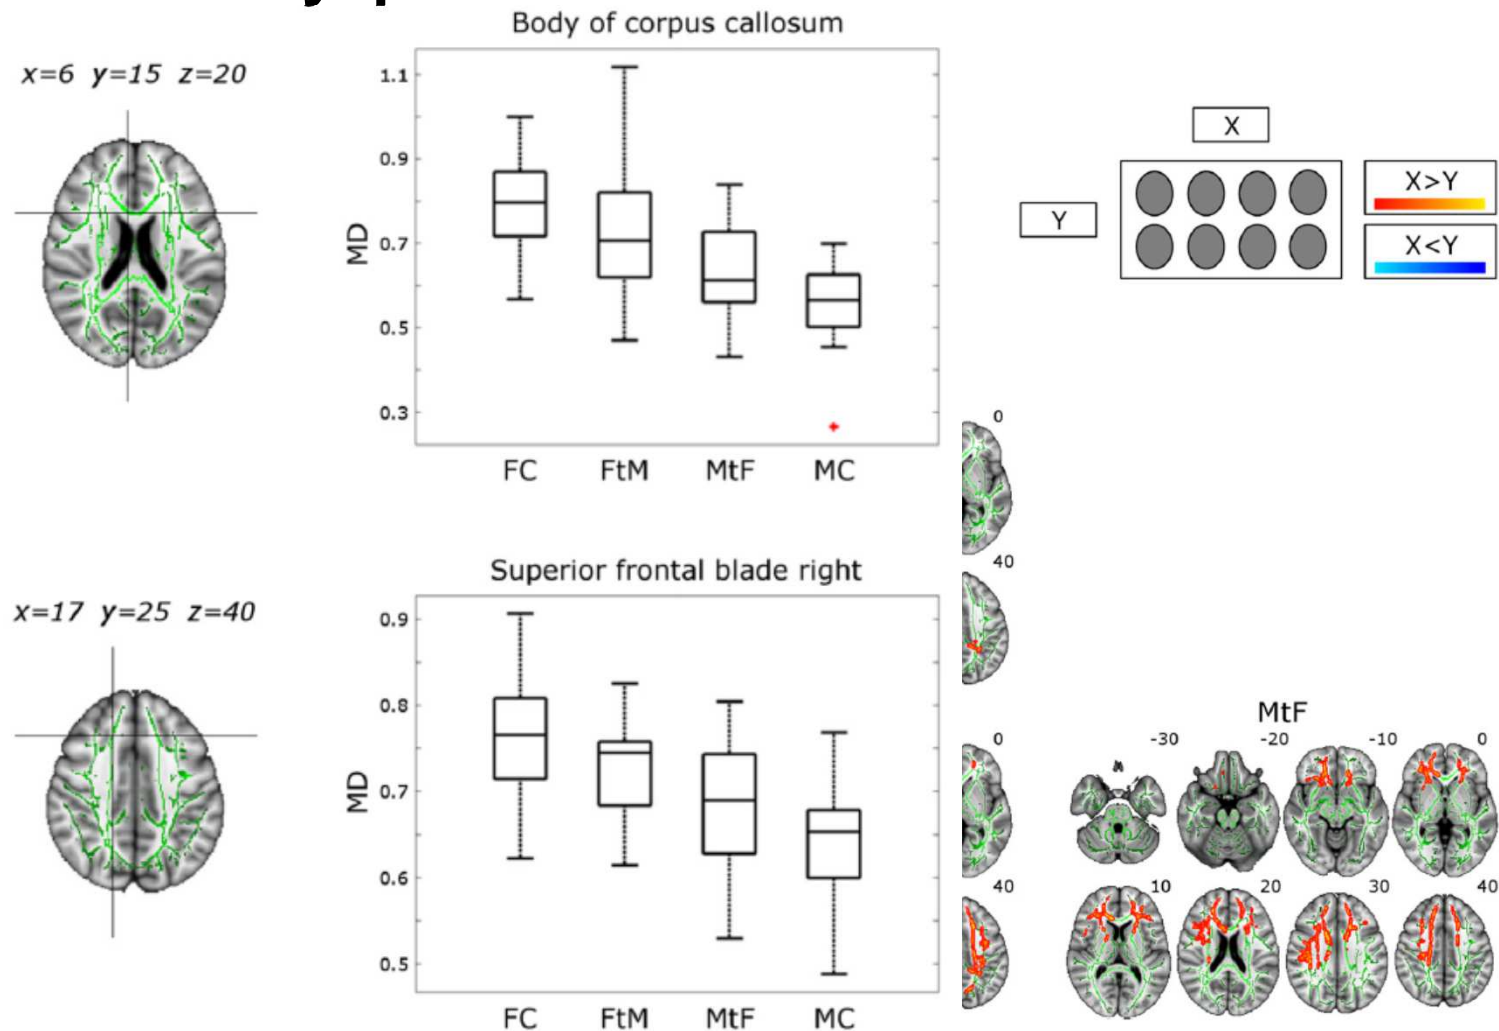 Body of corpus callosum
x=6 y=15 z=20
1.1
0.9
0.7
0.5
0.3
MD
FC FtM MtF MC
X
Y
X>Y
X<Y
0
40
Superior frontal blade right
x=17 y=25 z=40
0.9
0.8
0.7
0.6
0.5
MD
FC FtM MtF MC
MtF
0 -30 -20 -10 0
40 10 20 30 40